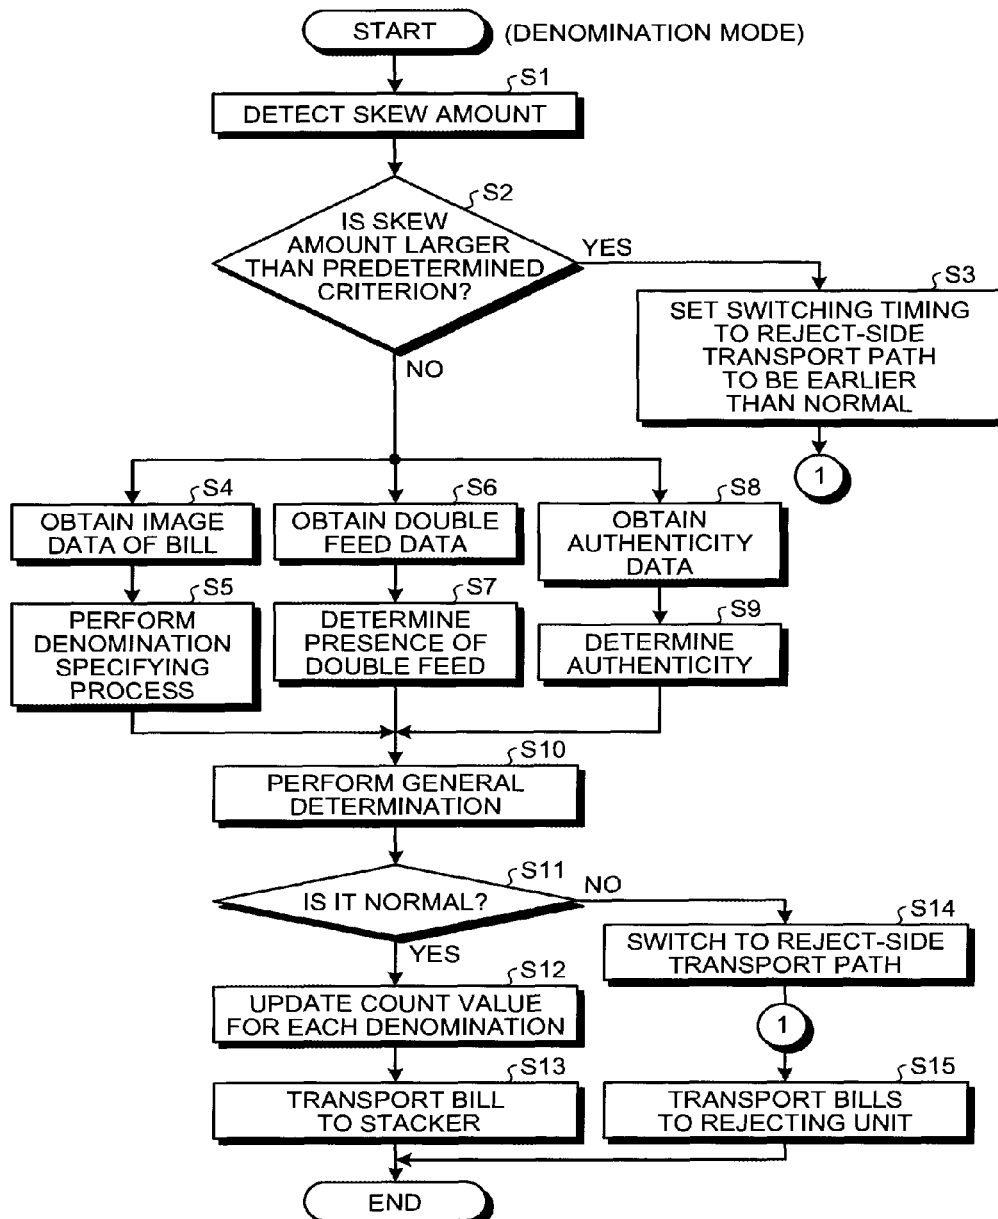 START
(DENOMINATION MODE)
S1
DETECT SKEW AMOUNT
S2
IS SKEW
AMOUNT LARGER
THAN PREDETERMINED
CRITERION?
YES
NO
S3
SET SWITCHING TIMING
TO REJECT-SIDE
TRANSPORT PATH
TO BE EARLIER
THAN NORMAL
1
S4
OBTAIN IMAGE
DATA OF BILL
S5
PERFORM
DENOMINATION
SPECIFYING
PROCESS
S6
OBTAIN DOUBLE
FEED DATA
S7
DETERMINE
PRESENCE OF
DOUBLE FEED
S8
OBTAIN
AUTHENTICITY
DATA
S9
DETERMINE
AUTHENTICITY
S10
PERFORM GENERAL
DETERMINATION
S11
IS IT NORMAL?
NO
YES
S12
UPDATE COUNT VALUE
FOR EACH DENOMINATION
S13
TRANSPORT BILL
TO STACKER
S14
SWITCH TO REJECT-SIDE
TRANSPORT PATH
1
S15
TRANSPORT BILLS
TO REJECTING UNIT
END